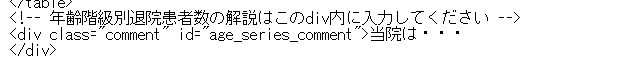 </table>
<!-- 年齢階級別退院患者数の解説はこのdiv内に入力してください -->
<div class="comment" id="age_series_comment">当院は・・・
</div>